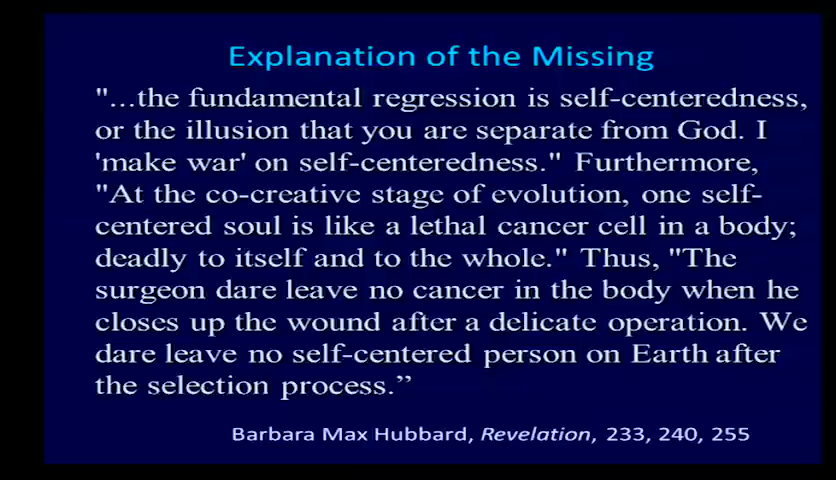 Explanation of the Missing
"...the fundamental regression is self-centeredness,
or the illusion that you are separate from God. I
'make war' on self-centeredness." Furthermore,
"At the co-creative stage of evolution, one self-
centered soul is like a lethal cancer cell in a body;
deadly to itself and to the whole." Thus, "The
surgeon dare leave no cancer in the body when he
closes up the wound after a delicate operation. We
dare leave no self-centered person on Earth after
the selection process.”
Barbara Max Hubbard, Revelation, 233, 240, 255